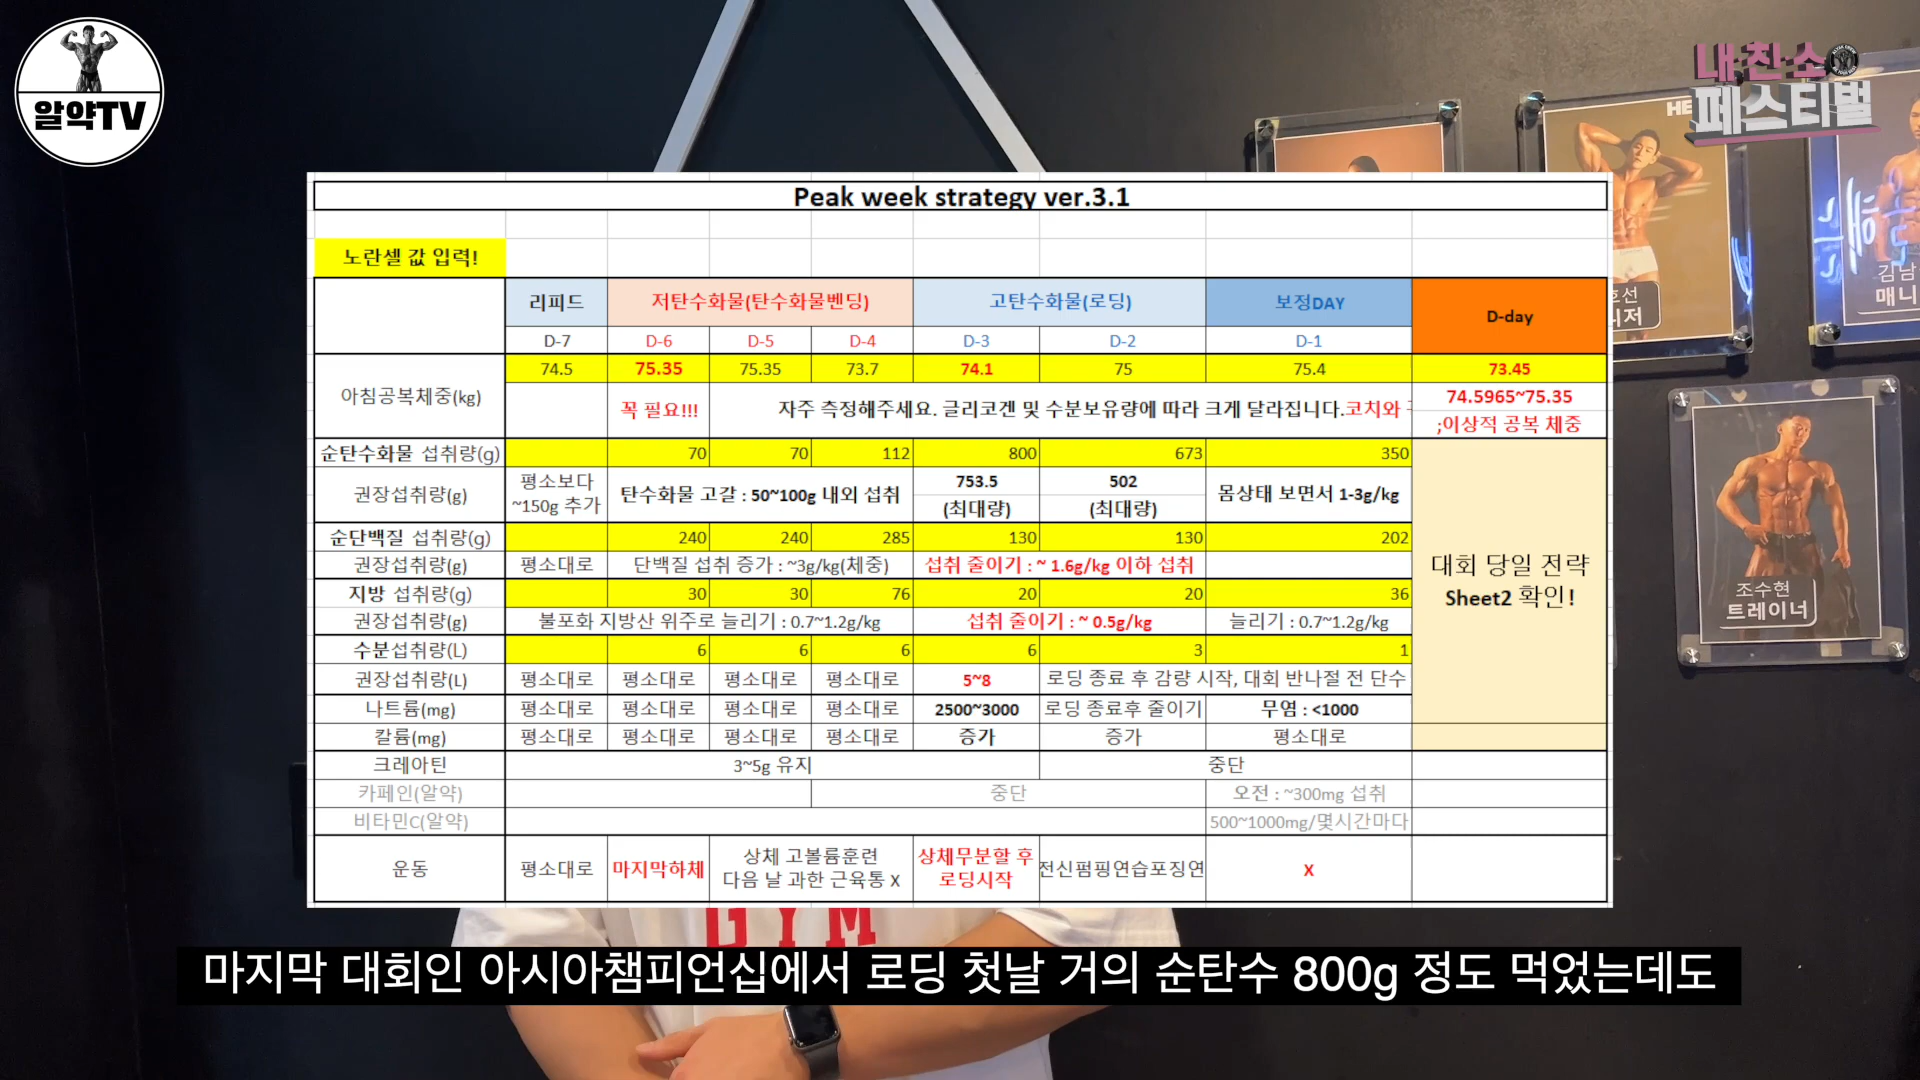 알약TV
내찬소
페스티벌
HE
Peak week strategy ver.3.1
노란셀 값 입력!
리피드 저탄수화물(탄수화물벤딩) 고탄수화물(로딩) 보정DAY D-day
D-7 D-6 D-5 D-4 D-3 D-2 D-1
아침공복체중(kg) 74.5 75.35 75.35 73.7 74.1 75 75.4 73.45
꼭 필요!!! 자주 측정해주세요. 글리코겐 및 수분보유량에 따라 크게 달라집니다.코치와 74.5965~75.35
;이상적 공복 체중
순탄수화물 섭취량(g) 70 70 112 800 673 350
권장섭취량(g) 평소보다 ~150g 추가 탄수화물 고갈 : 50~100g 내외 섭취 753.5 (최대량) 502 (최대량) 몸상태 보면서 1-3g/kg
순단백질 섭취량(g) 240 240 285 130 130 202
권장섭취량(g) 평소대로 단백질 섭취 증가 : ~3g/kg(체중) 섭취 줄이기 : ~ 1.6g/kg 이하 섭취
대회 당일 전략
Sheet2 확인!
지방 섭취량(g) 30 30 76 20 20 36
권장섭취량(g) 불포화 지방산 위주로 늘리기 : 0.7~1.2g/kg 섭취 줄이기 : ~ 0.5g/kg 늘리기 : 0.7~1.2g/kg
수분섭취량(L) 6 6 6 6 3 1
권장섭취량(L) 평소대로 평소대로 평소대로 평소대로 5~8 로딩 종료 후 감량 시작, 대회 반나절 전 단수
나트륨(mg) 평소대로 평소대로 평소대로 평소대로 2500~3000 로딩 종료후 줄이기 무염 : <1000
칼륨(mg) 평소대로 평소대로 평소대로 평소대로 증가 증가 평소대로
크레아틴 3~5g 유지 중단
카페인(알약) 중단 오전 : ~300mg 섭취
비타민C(알약) 500~1000mg/몇시간마다
운동 평소대로 마지막하체 상체 고볼륨훈련 다음 날 과한 근육통 X 상체무분할 후 로딩시작 전신펌핑연습포징연 X
김남
매니
호선
조수현
트레이너
GYM
마지막 대회인 아시아챔피언십에서 로딩 첫날 거의 순탄수 800g 정도 먹었는데도